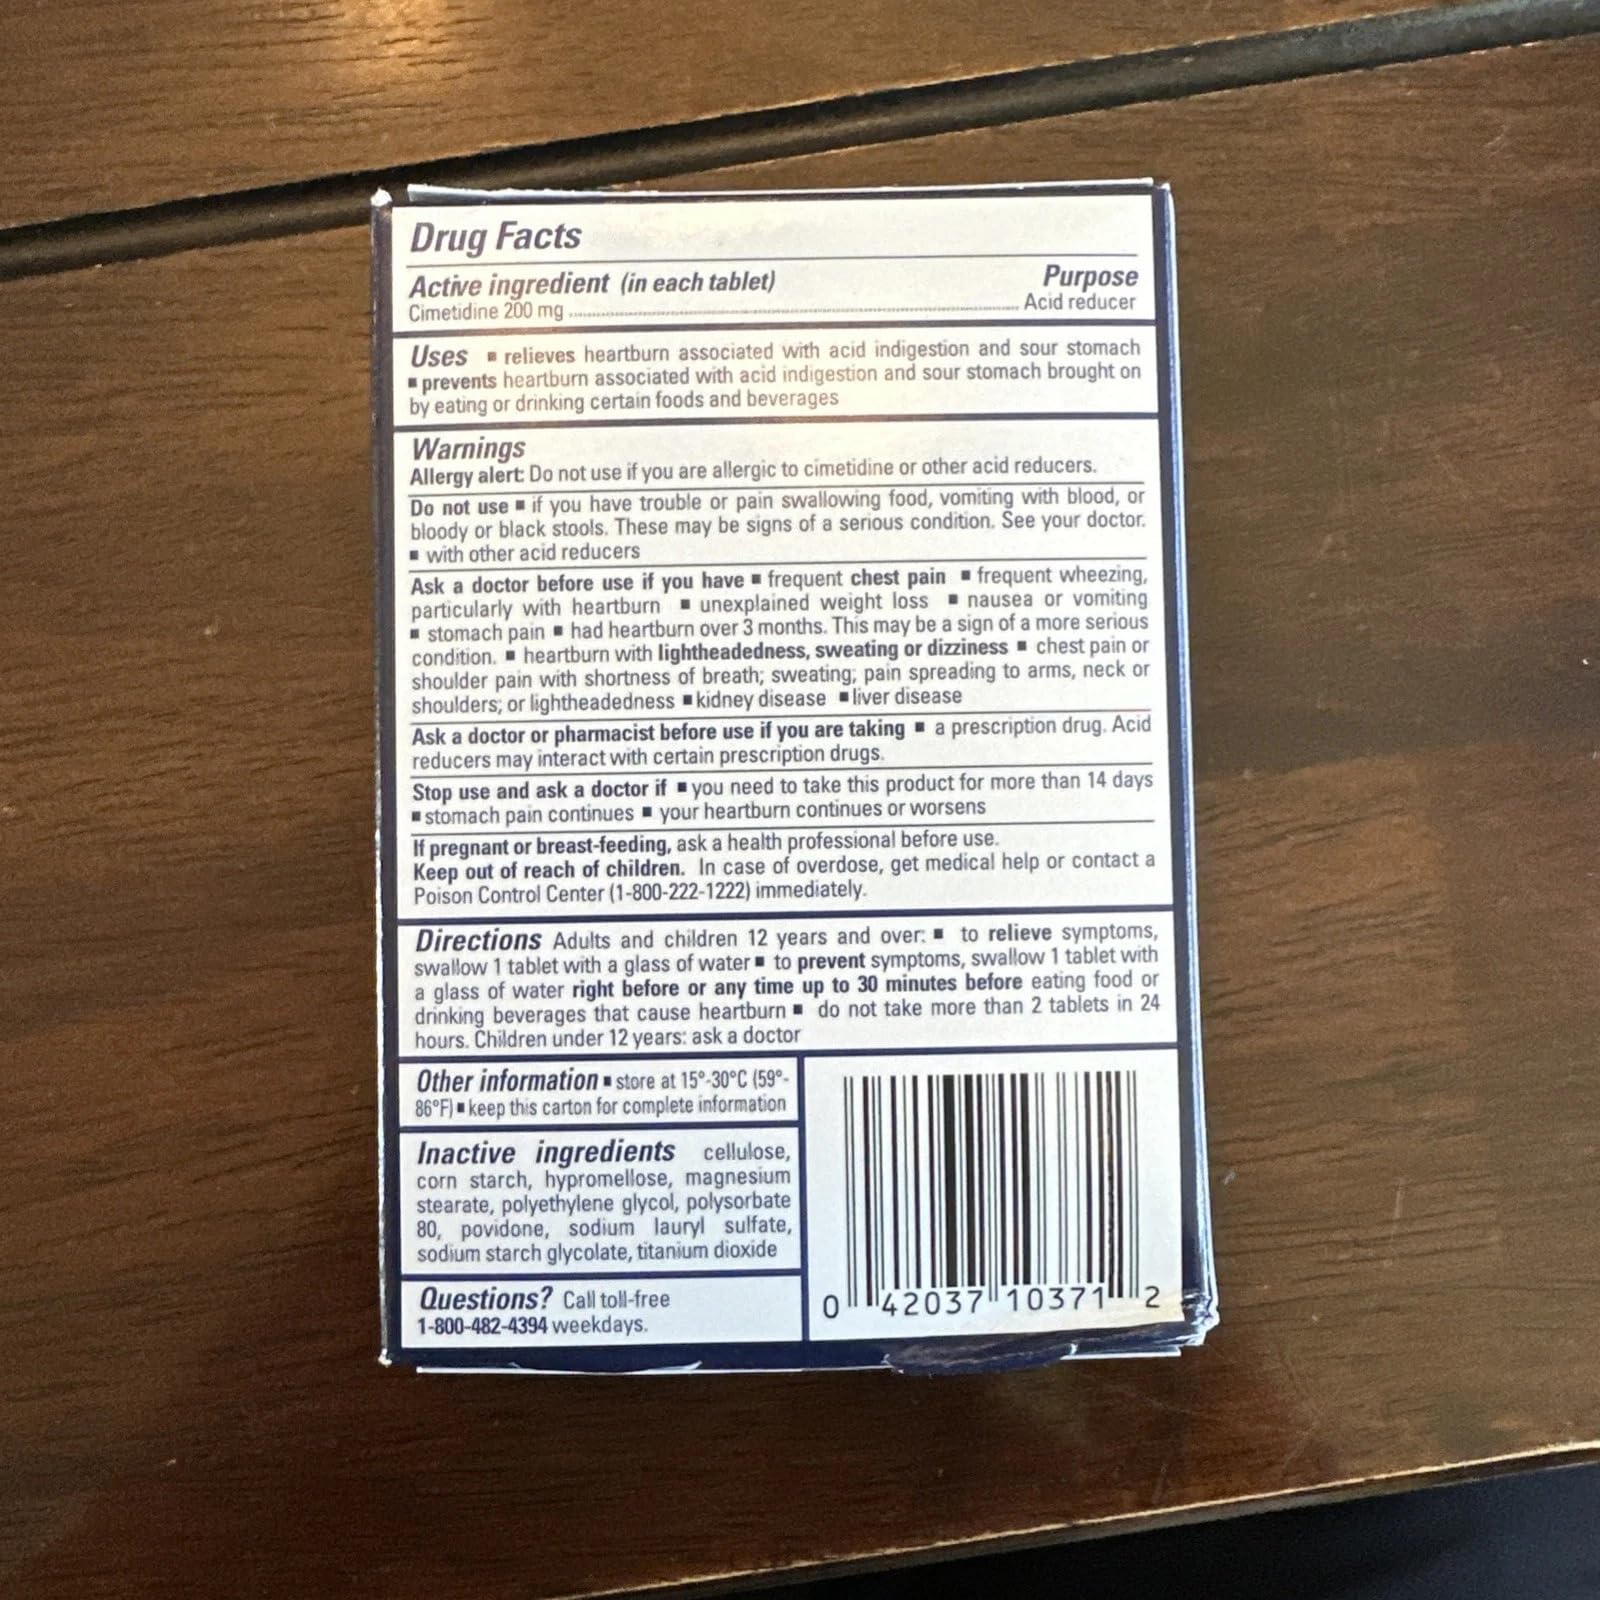 Drug Facts
Active ingredient (in each tablet) Purpose
Cimetidine 200 mg ........ Acid reducer
Uses ■ relieves heartburn associated with acid indigestion and sour stomach
■ prevents heartburn associated with acid indigestion and sour stomach brought on
by eating or drinking certain foods and beverages
Warnings
Allergy alert: Do not use if you are allergic to cimetidine or other acid reducers.
Do not use ■ if you have trouble or pain swallowing food, vomiting with blood, or
bloody or black stools. These may be signs of a serious condition. See your doctor.
■ with other acid reducers
Ask a doctor before use if you have ■ frequent chest pain ■ frequent wheezing,
particularly with heartburn ■ unexplained weight loss ■ nausea or vomiting
■ stomach pain ■ had heartburn over 3 months. This may be a sign of a more serious
condition. ■ heartburn with lightheadedness, sweating or dizziness ■ chest pain or
shoulder pain with shortness of breath; sweating; pain spreading to arms, neck or
shoulders; or lightheadedness ■ kidney disease ■ liver disease
Ask a doctor or pharmacist before use if you are taking ■ a prescription drug. Acid
reducers may interact with certain prescription drugs.
Stop use and ask a doctor if ■ you need to take this product for more than 14 days
■ stomach pain continues ■ your heartburn continues or worsens
If pregnant or breast-feeding, ask a health professional before use.
Keep out of reach of children. In case of overdose, get medical help or contact a
Poison Control Center (1-800-222-1222) immediately.
Directions Adults and children 12 years and over: ■ to relieve symptoms,
swallow 1 tablet with a glass of water ■ to prevent symptoms, swallow 1 tablet with
a glass of water right before or any time up to 30 minutes before eating food or
drinking beverages that cause heartburn ■ do not take more than 2 tablets in 24
hours. Children under 12 years: ask a doctor
Other information ■ store at 15°-30°C (59°-
86°F) ■ keep this carton for complete information
Inactive ingredients cellulose,
corn starch, hypromellose, magnesium
stearate, polyethylene glycol, polysorbate
80, povidone, sodium lauryl sulfate,
sodium starch glycolate, titanium dioxide
Questions? Call toll-free
1-800-482-4394 weekdays.
0 42037 10371 2